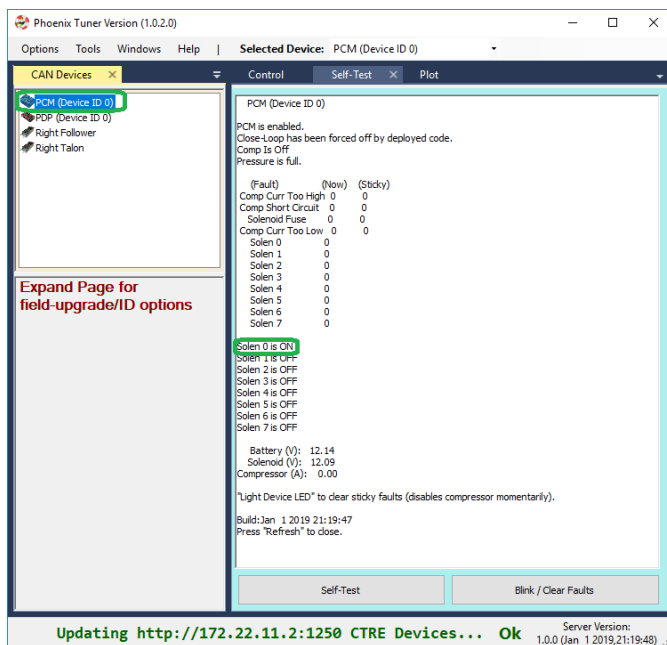 Phoenix Tuner Version (1.0.2.0)
Options Tools Windows Help | Selected Device: PCM (Device ID 0)
CAN Devices
PCM (Device ID 0)
PDP (Device ID 0)
Right Follower
Right Talon
Expand Page for
field-upgrade/ID options
Control Self-Test Plot
PCM (Device ID 0)
PCM is enabled.
Close-Loop has been forced off by deployed code.
Comp Is Off
Pressure is full.
(Fault) (Now) (Sticky)
Comp Curr Too High 0 0
Comp Short Circuit 0 0
Solenoid Fuse 0 0
Comp Curr Too Low 0 0
Solen 0 0
Solen 1 0
Solen 2 0
Solen 3 0
Solen 4 0
Solen 5 0
Solen 6 0
Solen 7 0
Solen 0 is ON
Solen 1 is OFF
Solen 2 is OFF
Solen 3 is OFF
Solen 4 is OFF
Solen 5 is OFF
Solen 6 is OFF
Solen 7 is OFF
Battery (V): 12.14
Solenoid (V): 12.09
Compressor (A): 0.00
"Light Device LED" to clear sticky faults (disables compressor momentarily).
Build:Jan 1 2019 21:19:47
Press "Refresh" to close.
Self-Test Blink / Clear Faults
Updating http://172.22.11.2:1250 CTRE Devices... Ok
Server Version:
1.0.0 (Jan 1 2019,21:19:48)